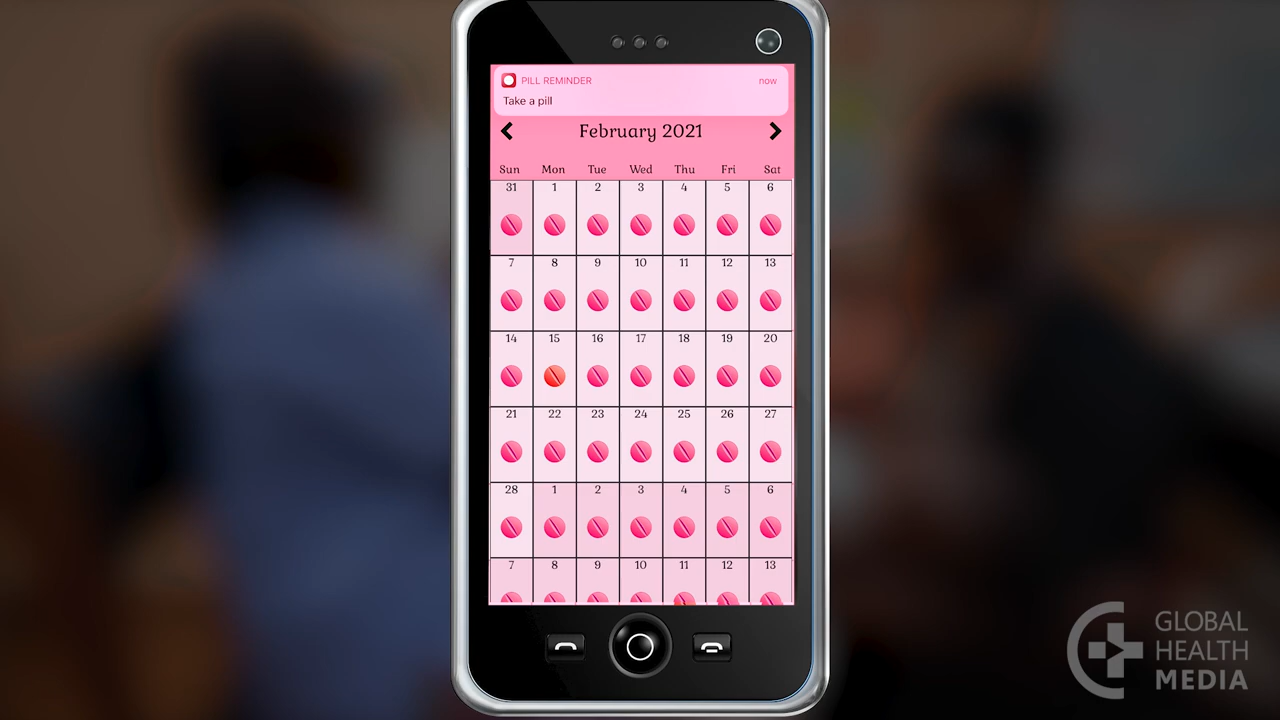 PILL REMINDER now
Take a pill
February 2021
Sun Mon Tue Wed Thu Fri Sat
31 1 2 3 4 5 6
7 8 9 10 11 12 13
14 15 16 17 18 19 20
21 22 23 24 25 26 27
28 1 2 3 4 5 6
7 8 9 10 11 12 13
GLOBAL
HEALTH
MEDIA